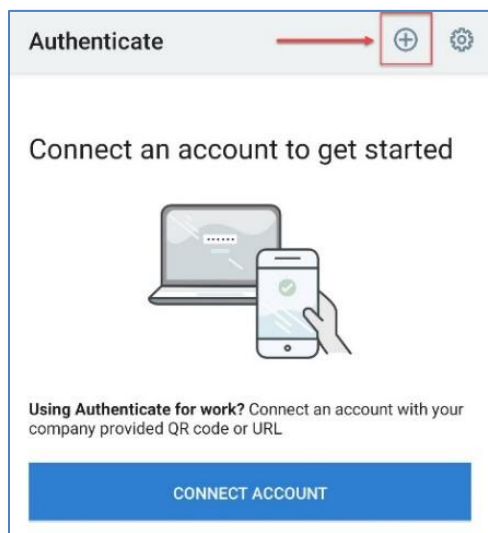 Authenticate
Connect an account to get started
Using Authenticate for work? Connect an account with your
company provided QR code or URL
CONNECT ACCOUNT